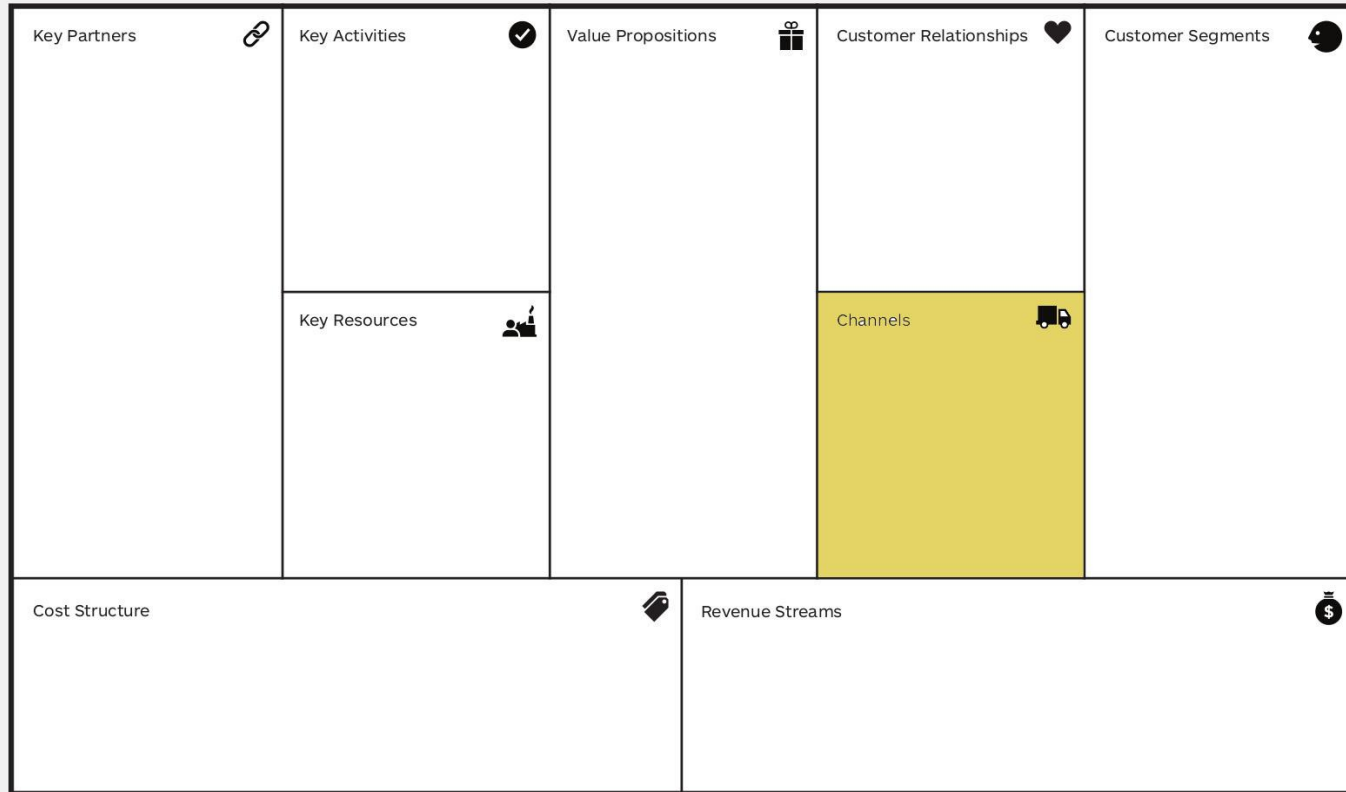 Key Partners
Key Activities
Value Propositions
Customer Relationships
Customer Segments
Key Resources
Channels
Cost Structure
Revenue Streams
$